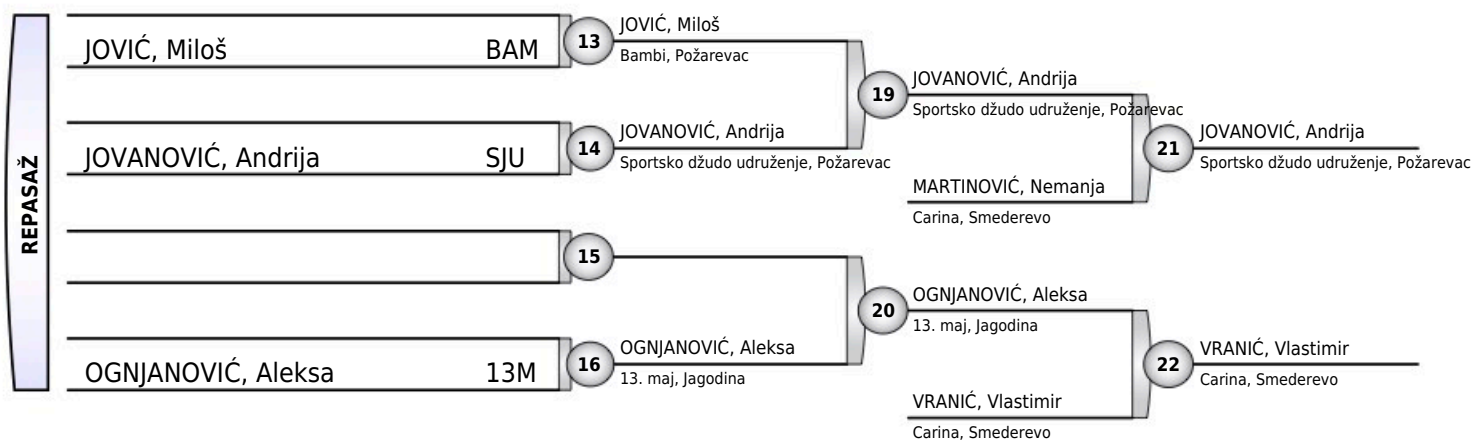 REPASAŽ
JOVIĆ, Miloš BAM
13
JOVIĆ, Miloš
Bambi, Požarevac
JOVANOVIĆ, Andrija SJU
14
JOVANOVIĆ, Andrija
Sportsko džudo udruženje, Požarevac
19
JOVANOVIĆ, Andrija
Sportsko džudo udruženje, Požarevac
MARTINOVIĆ, Nemanja
Carina, Smederevo
21
JOVANOVIĆ, Andrija
Sportsko džudo udruženje, Požarevac
15
OGNJANOVIĆ, Aleksa 13M
16
OGNJANOVIĆ, Aleksa
13. maj, Jagodina
20
OGNJANOVIĆ, Aleksa
13. maj, Jagodina
VRANIĆ, Vlastimir
Carina, Smederevo
22
VRANIĆ, Vlastimir
Carina, Smederevo